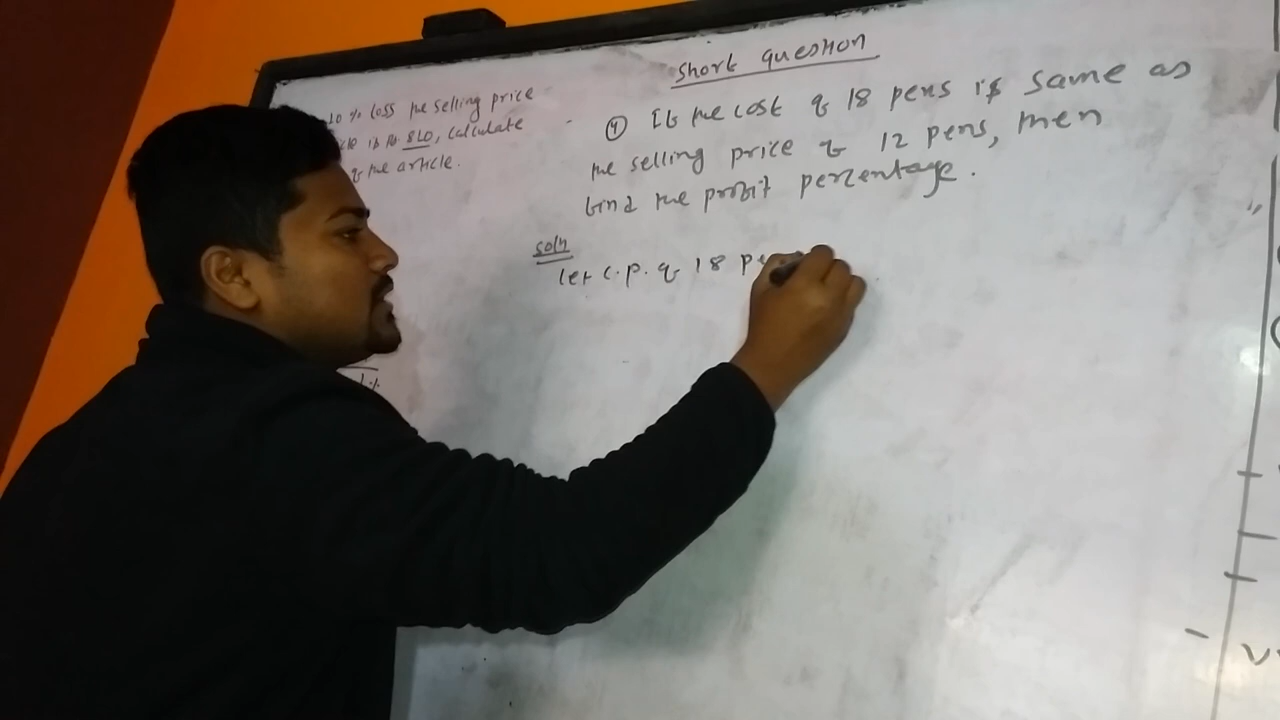 10 % loss the selling price
is Rs 810, calculate
of the article.
Short question
④ If the cost of 18 pens is same as
the selling price of 12 pens, then
find the profit percentage.
Soln
let C.P. of 18 pe